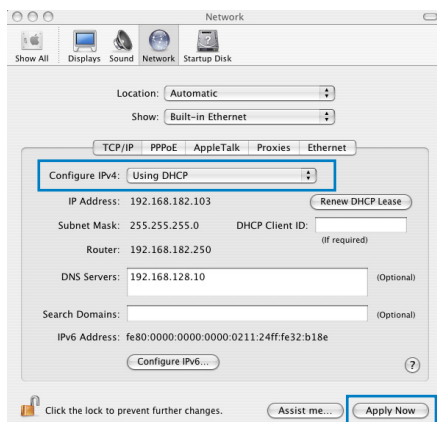 Network
Show All Displays Sound Network Startup Disk
Location: Automatic
Show: Built-in Ethernet
TCP/IP PPPoE AppleTalk Proxies Ethernet
Configure IPv4: Using DHCP
IP Address: 192.168.182.103 Renew DHCP Lease
Subnet Mask: 255.255.255.0 DHCP Client ID:
(If required)
Router: 192.168.182.250
DNS Servers: 192.168.128.10 (Optional)
Search Domains: (Optional)
IPv6 Address: fe80:0000:0000:0000:0211:24ff:fe32:b18e
Configure IPv6... ?
Click the lock to prevent further changes. Assist me... Apply Now